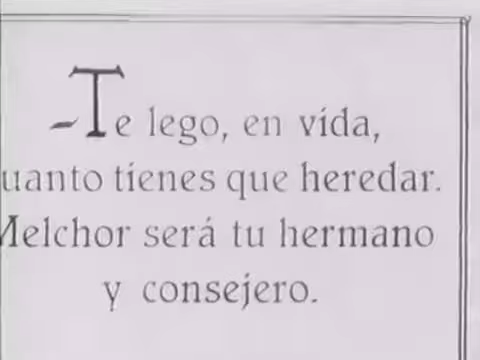 –Te lego, en vida,
uanto tienes que heredar.
Melchor será tu hermano
y consejero.